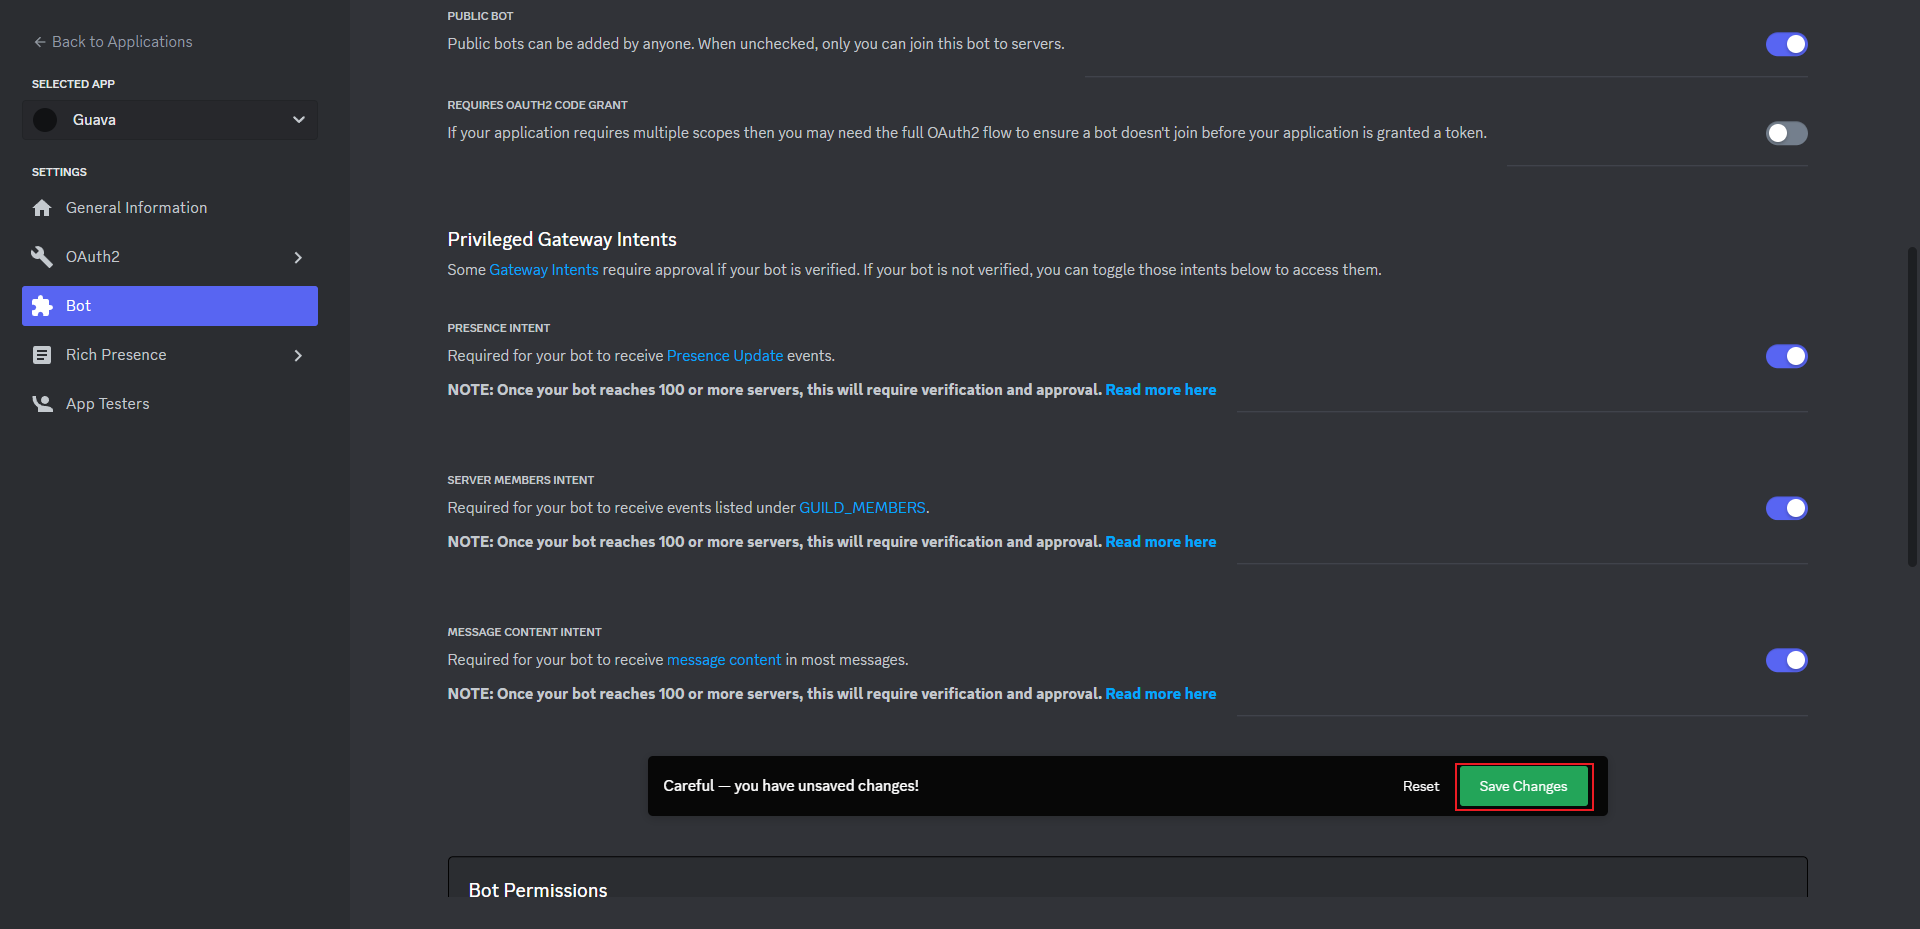 ← Back to Applications
SELECTED APP
Guava
SETTINGS
General Information
OAuth2
Bot
Rich Presence
App Testers
PUBLIC BOT
Public bots can be added by anyone. When unchecked, only you can join this bot to servers.
REQUIRES OAUTH2 CODE GRANT
If your application requires multiple scopes then you may need the full OAuth2 flow to ensure a bot doesn't join before your application is granted a token.
Privileged Gateway Intents
Some Gateway Intents require approval if your bot is verified. If your bot is not verified, you can toggle those intents below to access them.
PRESENCE INTENT
Required for your bot to receive Presence Update events.
NOTE: Once your bot reaches 100 or more servers, this will require verification and approval. Read more here
SERVER MEMBERS INTENT
Required for your bot to receive events listed under GUILD_MEMBERS.
NOTE: Once your bot reaches 100 or more servers, this will require verification and approval. Read more here
MESSAGE CONTENT INTENT
Required for your bot to receive message content in most messages.
NOTE: Once your bot reaches 100 or more servers, this will require verification and approval. Read more here
Careful — you have unsaved changes!
Reset
Save Changes
Bot Permissions